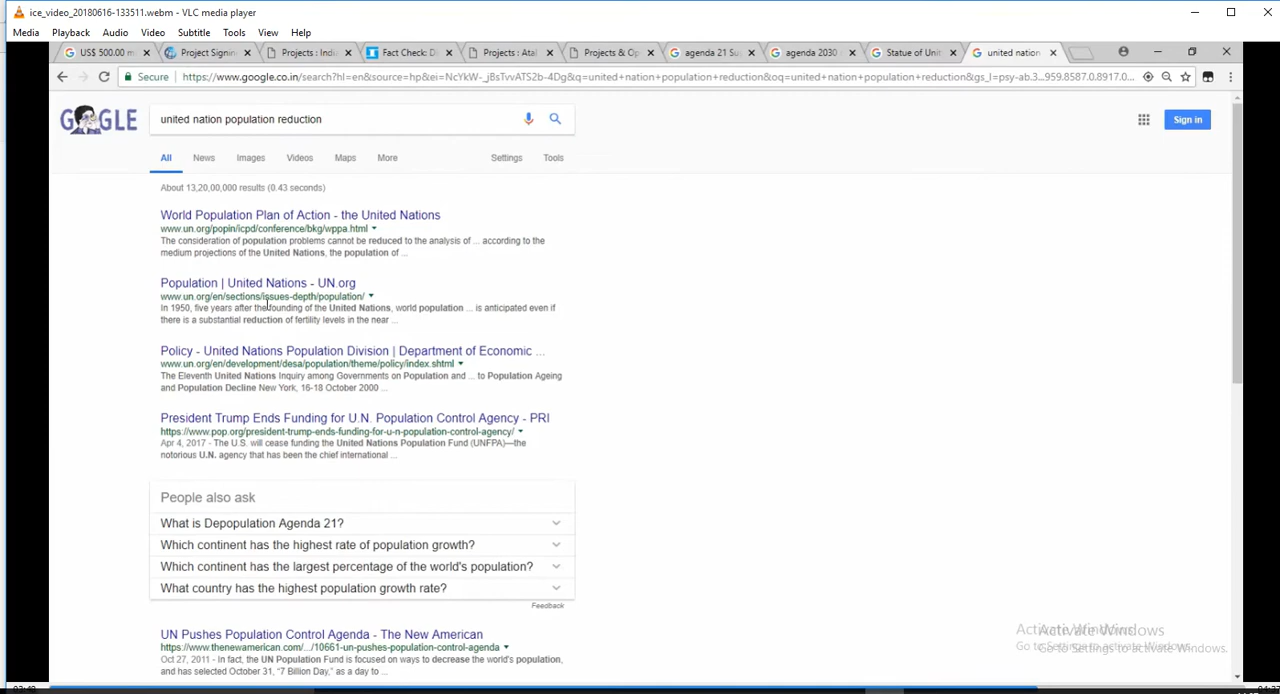 ice_video_20180616-133511.webm - VLC media player
Media Playback Audio Video Subtitle Tools View Help
US$ 500.00 m
Project Signin
Projects : Ind
Fact Check: D
Projects : Atal
Projects & Op
agenda 21 Su
agenda 2030
Statue of Unit
united nation
Secure https://www.google.co.in/search?hl=en&source=hp&ei=NcYkW-_jBsTvvATS2b-4Dg&q=united+nation+population+reduction&oq=united+nation+population+reduction&gs_l=psy-ab.3...959.8587.0.8917.0...
united nation population reduction
Sign in
All News Images Videos Maps More Settings Tools
About 13,20,00,000 results (0.43 seconds)
World Population Plan of Action - the United Nations
www.un.org/popin/icpd/conference/bkg/wppa.html
The consideration of population problems cannot be reduced to the analysis of ... according to the
medium projections of the United Nations, the population of ...
Population | United Nations - UN.org
www.un.org/en/sections/issues-depth/population/
In 1950, five years after the founding of the United Nations, world population ... is anticipated even if
there is a substantial reduction of fertility levels in the near ...
Policy - United Nations Population Division | Department of Economic ...
www.un.org/en/development/desa/population/theme/policy/index.shtml
The Eleventh United Nations Inquiry among Governments on Population and ... to Population Ageing
and Population Decline New York, 16-18 October 2000 ...
President Trump Ends Funding for U.N. Population Control Agency - PRI
https://www.pop.org/president-trump-ends-funding-for-u-n-population-control-agency/
Apr 4, 2017 - The U.S. will cease funding the United Nations Population Fund (UNFPA)—the
notorious U.N. agency that has been the chief international ...
People also ask
What is Depopulation Agenda 21?
Which continent has the highest rate of population growth?
Which continent has the largest percentage of the world's population?
What country has the highest population growth rate?
Feedback
UN Pushes Population Control Agenda - The New American
https://www.thenewamerican.com/.../10661-un-pushes-population-control-agenda
Oct 27, 2011 - In fact, the UN Population Fund is focused on ways to decrease the world's population,
and has selected October 31, "7 Billion Day," as a day to ...
Activate Windows
Go to Settings to activate Windows.